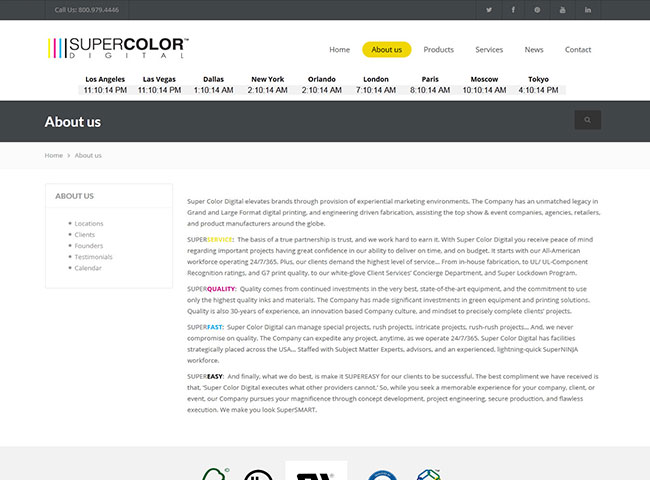 Call Us: 800.979.4446
SUPERCOLOR™
DIGITAL
Home About us Products Services News Contact
Los Angeles Las Vegas Dallas New York Orlando London Paris Moscow Tokyo
11:10:14 PM 11:10:14 PM 1:10:14 AM 2:10:14 AM 2:10:14 AM 7:10:14 AM 8:10:14 AM 10:10:14 AM 4:10:14 PM
About us
Home > About us
ABOUT US
Locations
Clients
Founders
Testimonials
Calendar
Super Color Digital elevates brands through provision of experiential marketing environments. The Company has an unmatched legacy in
Grand and Large Format digital printing, and engineering driven fabrication, assisting the top show & event companies, agencies, retailers,
and product manufacturers around the globe.
SUPERSERVICE: The basis of a true partnership is trust, and we work hard to earn it. With Super Color Digital you receive peace of mind
regarding important projects having great confidence in our ability to deliver on time, and on budget. It starts with our All-American
workforce operating 24/7/365. Plus, our clients demand the highest level of service... From in-house fabrication, to UL/ UL-Component
Recognition ratings, and G7 print quality, to our white-glove Client Services' Concierge Department, and Super Lockdown Program.
SUPERQUALITY: Quality comes from continued investments in the very best, state-of-the-art equipment, and the commitment to use
only the highest quality inks and materials. The Company has made significant investments in green equipment and printing solutions.
Quality is also 30-years of experience, an innovation based Company culture, and mindset to precisely complete clients' projects.
SUPERFAST: Super Color Digital can manage special projects, rush projects, intricate projects, rush-rush projects... And, we never
compromise on quality. The Company can expedite any project, anytime, as we operate 24/7/365. Super Color Digital has facilities
strategically placed across the USA... Staffed with Subject Matter Experts, advisors, and an experienced, lightning-quick SuperNINJA
workforce.
SUPEREASY: And finally, what we do best, is make it SUPEREASY for our clients to be successful. The best compliment we have received is
that, 'Super Color Digital executes what other providers cannot.' So, while you seek a memorable experience for your company, client, or
event, our Company pursues your magnificence through concept development, project engineering, secure production, and flawless
execution. We make you look SuperSMART.